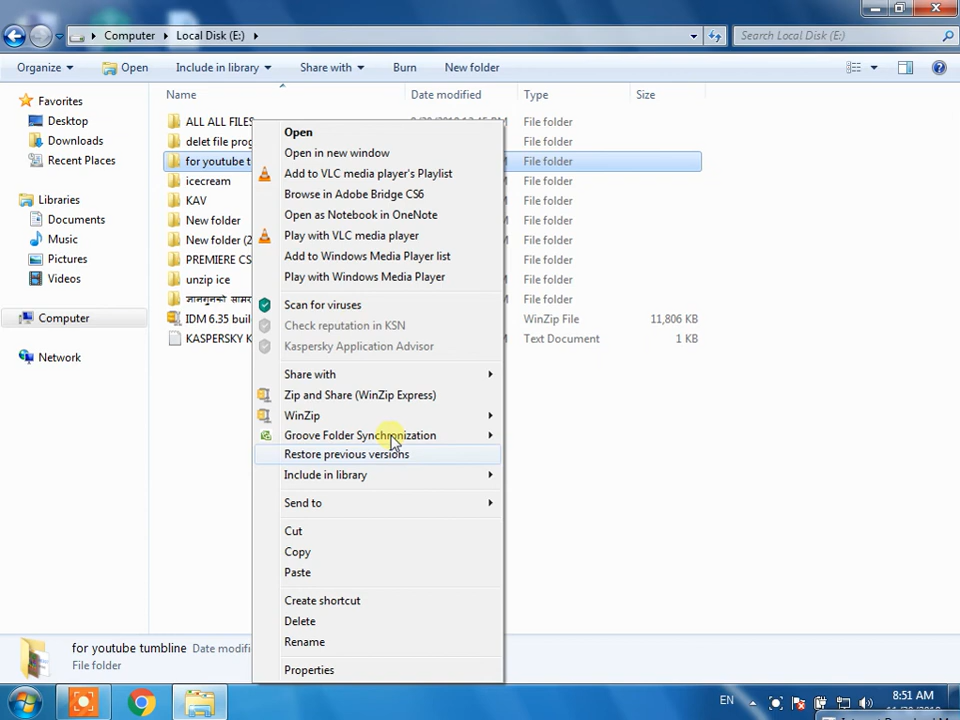 Computer Local Disk (E:) Search Local Disk (E:)
Organize Open Include in library Share with Burn New folder
Name Date modified Type Size
Favorites
Desktop
Downloads
Recent Places
Libraries
Documents
Music
Pictures
Videos
Computer
Network
ALL ALL FILES File folder
delet file prog File folder
for youtube t File folder
icecream File folder
KAV File folder
New folder File folder
New folder (2 File folder
PREMIERE CS File folder
unzip ice File folder
File folder
IDM 6.35 buil WinZip File 11,806 KB
KASPERSKY K Text Document 1 KB
Open
Open in new window
Add to VLC media player's Playlist
Browse in Adobe Bridge CS6
Open as Notebook in OneNote
Play with VLC media player
Add to Windows Media Player list
Play with Windows Media Player
Scan for viruses
Check reputation in KSN
Kaspersky Application Advisor
Share with
Zip and Share (WinZip Express)
WinZip
Groove Folder Synchronization
Restore previous versions
Include in library
Send to
Cut
Copy
Paste
Create shortcut
Delete
Rename
Properties
for youtube tumbline Date modifi
File folder
EN 8:51 AM